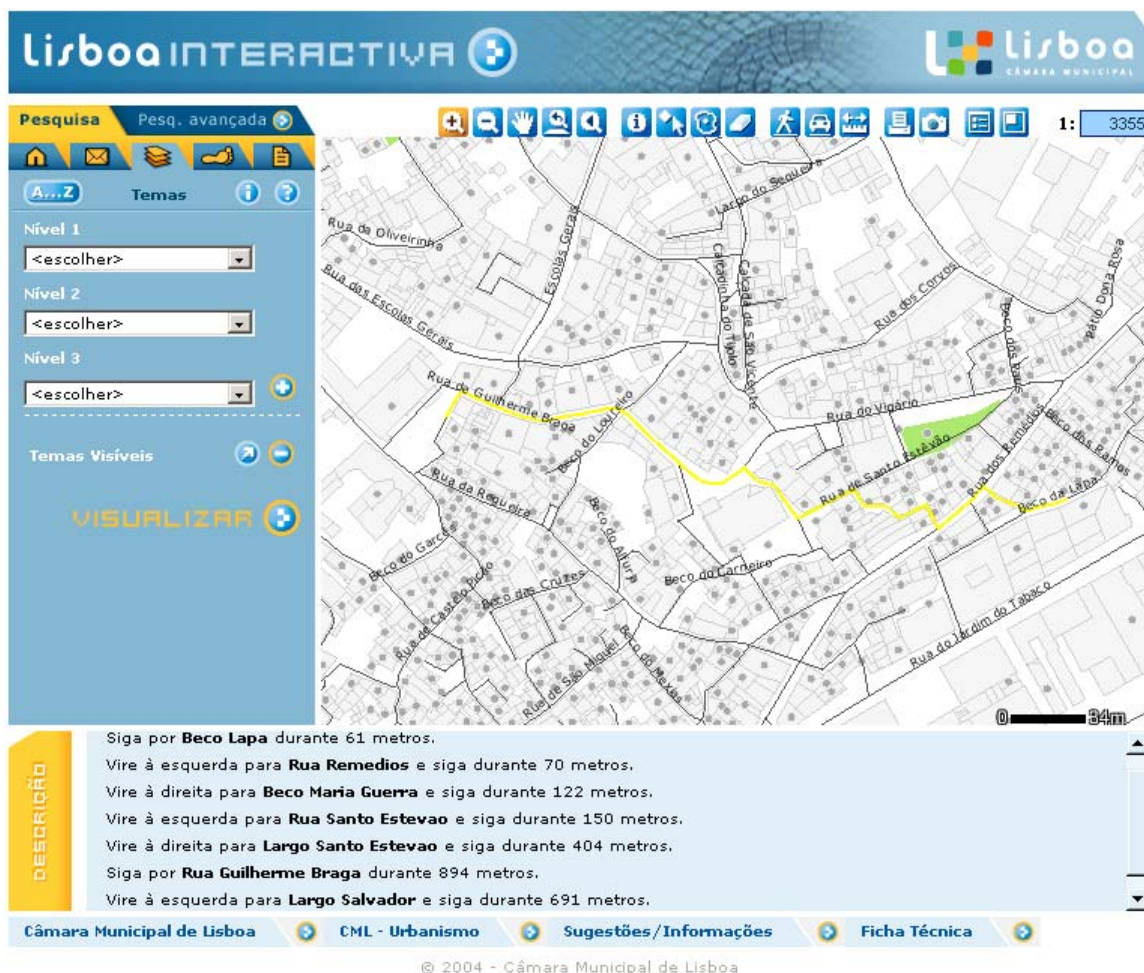 Lisboa INTERACTIVA
Lisboa
CÂMARA MUNICIPAL
Pesquisa
Pesq. avançada
1: 3355
A...Z
Temas
Nível 1
<escolher>
Nível 2
<escolher>
Nível 3
<escolher>
Temas Visíveis
VISUALIZAR
Largo do Sequeira
Rua da Oliveirinha
Escolas Gerais
Rua das Escolas Gerais
Calçadinha do Tijolo
Calçada de São Vicente
Rua dos Corvos
Pátio Dona Rosa
Beco dos Paus
Rua de Guilherme Braga
Beco do Loureiro
Rua do Vigário
Rua de Santo Estêvão
Rua dos Remédios
Beco dos Ramos
Beco da Lapa
Rua da Regueira
Beco do Garcês
Beco das Cruzes
Rua de Castelo Picão
Beco do Alfurja
Beco do Carneiro
Rua de São Miguel
Beco do Mexias
Rua do Jardim do Tabaco
0 34m
DESCRIÇÃO
Siga por Beco Lapa durante 61 metros.
Vire à esquerda para Rua Remedios e siga durante 70 metros.
Vire à direita para Beco Maria Guerra e siga durante 122 metros.
Vire à esquerda para Rua Santo Estevao e siga durante 150 metros.
Vire à direita para Largo Santo Estevao e siga durante 404 metros.
Siga por Rua Guilherme Braga durante 894 metros.
Vire à esquerda para Largo Salvador e siga durante 691 metros.
Câmara Municipal de Lisboa
CML - Urbanismo
Sugestões/Informações
Ficha Técnica
© 2004 - Câmara Municipal de Lisboa